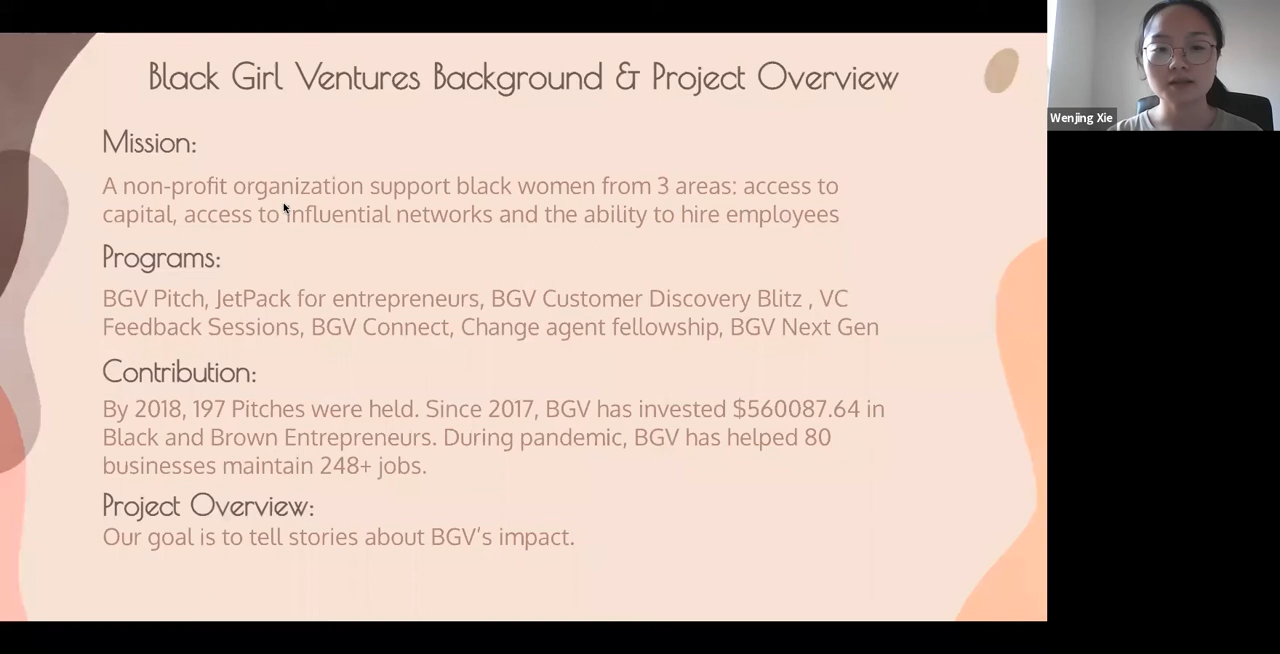 Black Girl Ventures Background & Project Overview
Wenjing Xie
Mission:
A non-profit organization support black women from 3 areas: access to
capital, access to influential networks and the ability to hire employees
Programs:
BGV Pitch, JetPack for entrepreneurs, BGV Customer Discovery Blitz , VC
Feedback Sessions, BGV Connect, Change agent fellowship, BGV Next Gen
Contribution:
By 2018, 197 Pitches were held. Since 2017, BGV has invested $560087.64 in
Black and Brown Entrepreneurs. During pandemic, BGV has helped 80
businesses maintain 248+ jobs.
Project Overview:
Our goal is to tell stories about BGV’s impact.